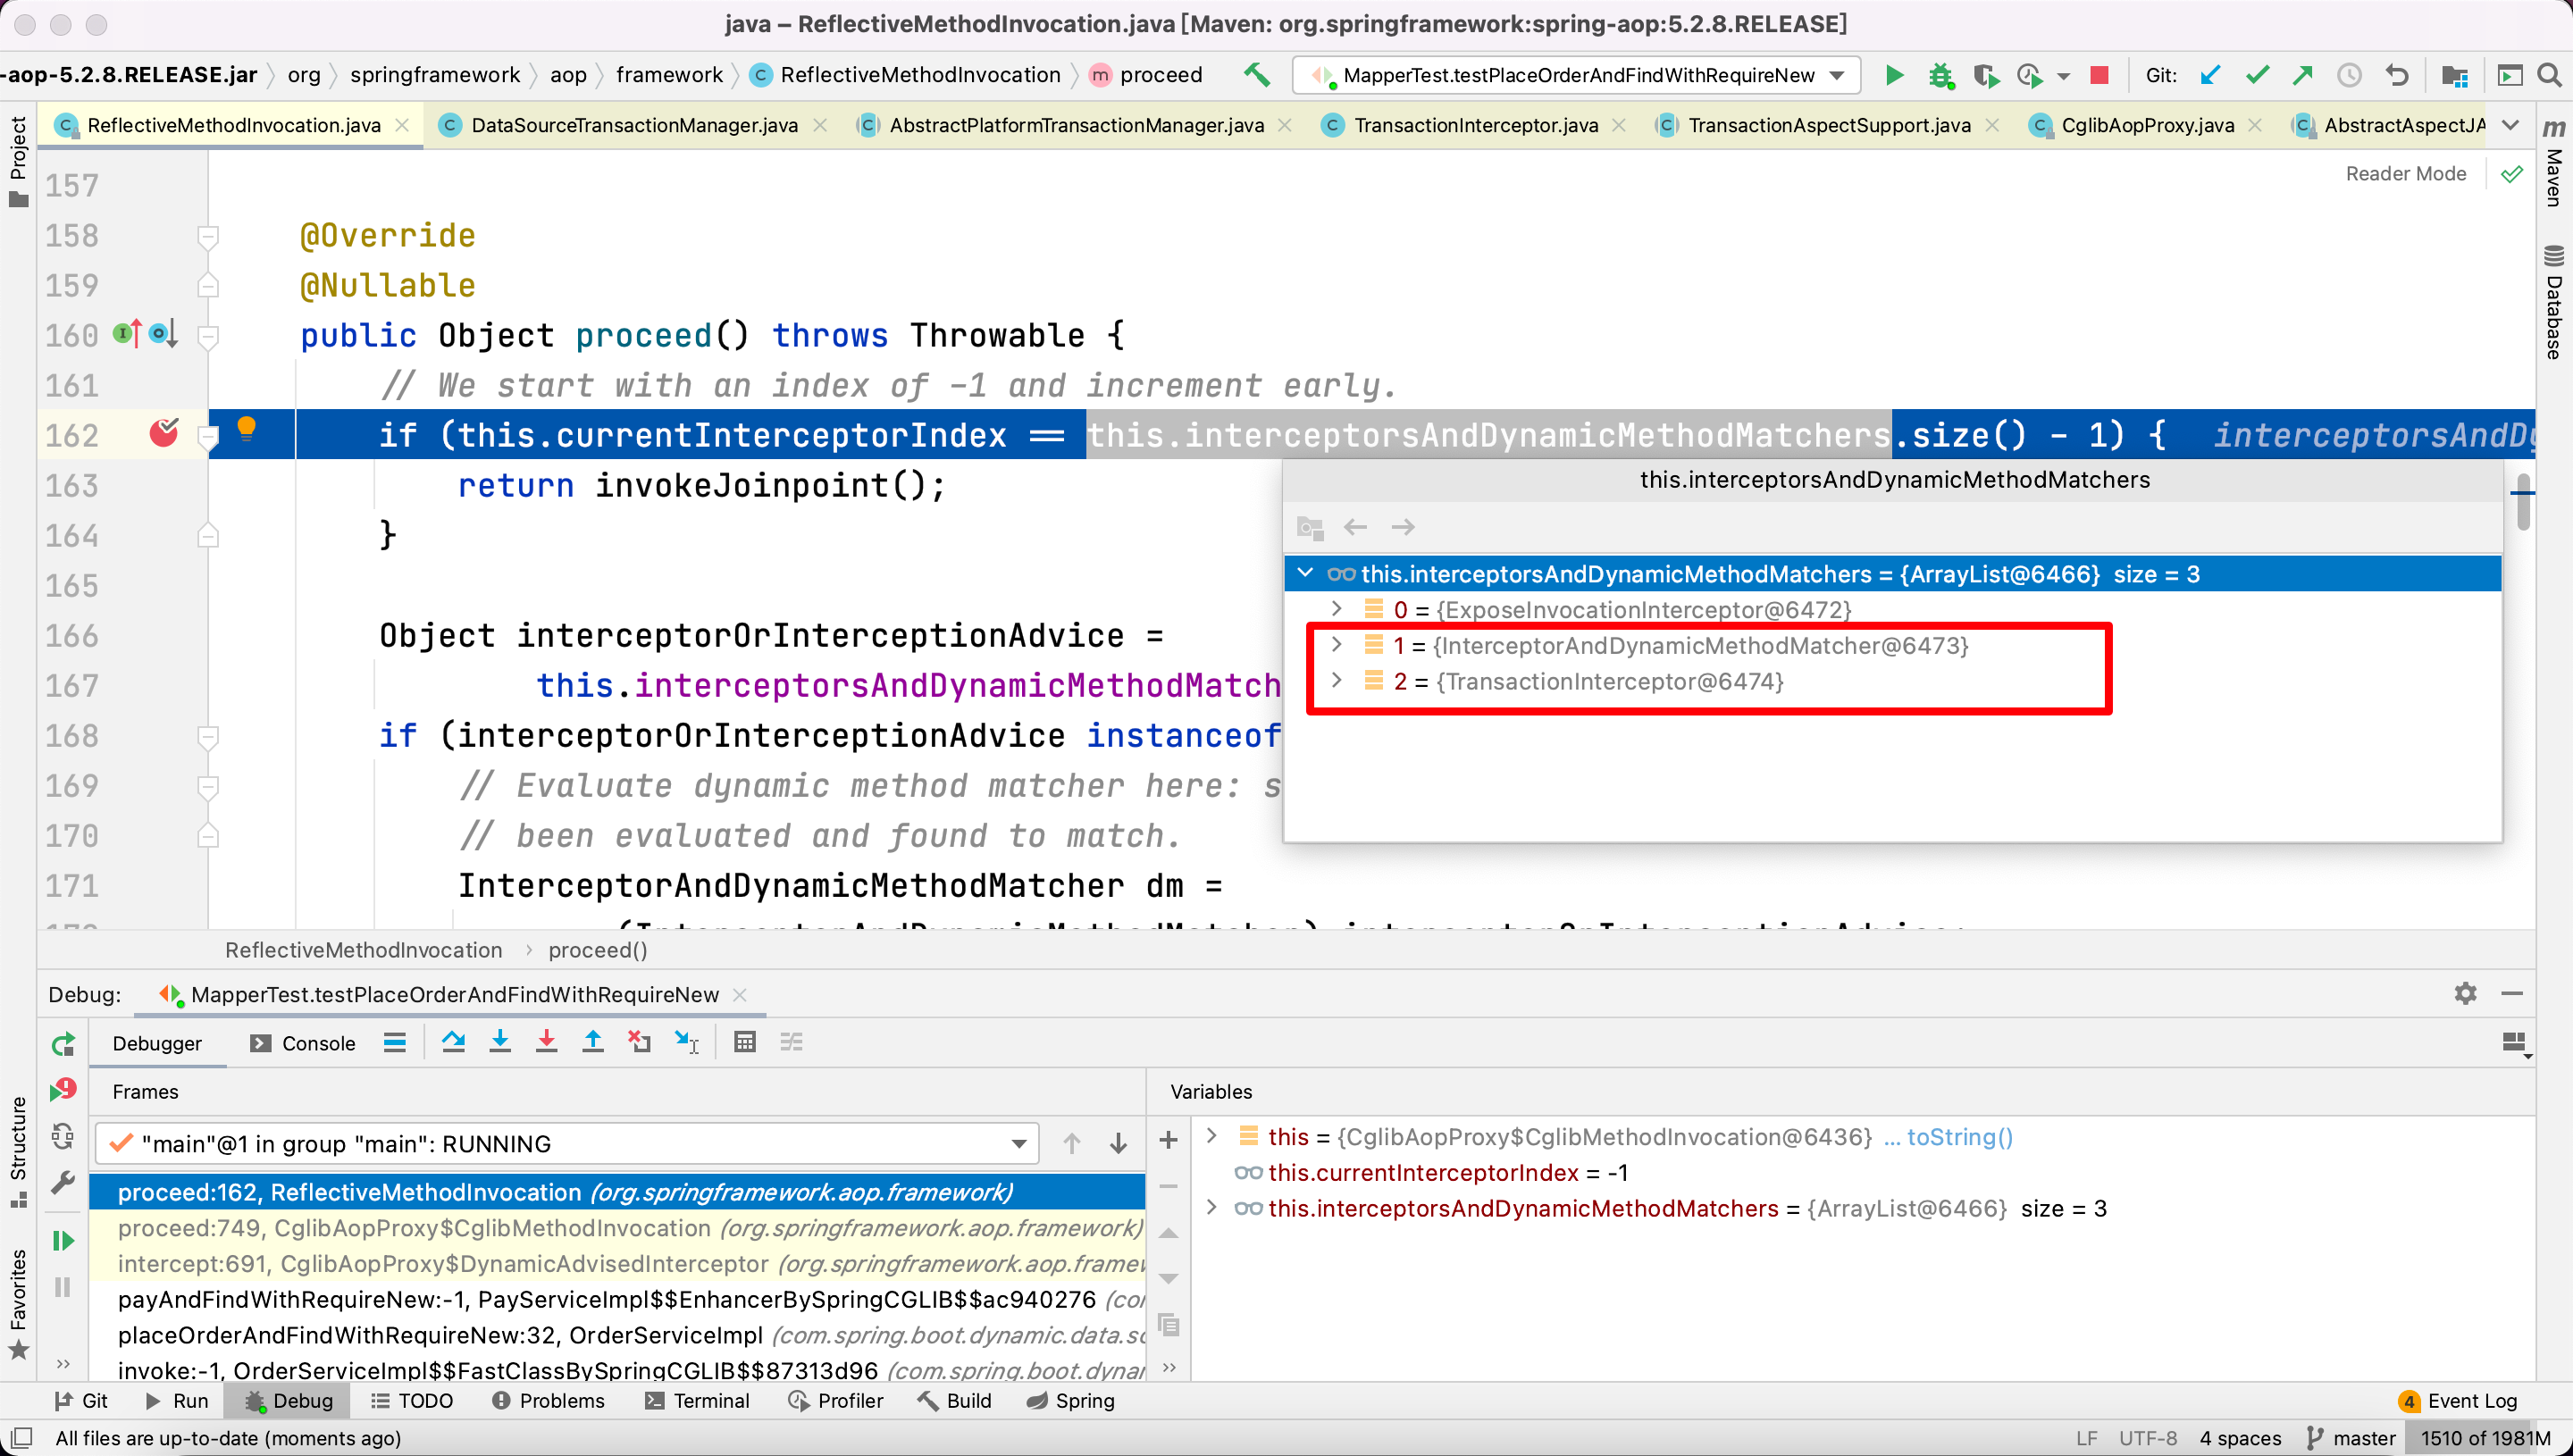 java – ReflectiveMethodInvocation.java [Maven: org.springframework:spring-aop:5.2.8.RELEASE]
-aop-5.2.8.RELEASE.jar org springframework aop framework ReflectiveMethodInvocation proceed MapperTest.testPlaceOrderAndFindWithRequireNew Git:
ReflectiveMethodInvocation.java DataSourceTransactionManager.java AbstractPlatformTransactionManager.java TransactionInterceptor.java TransactionAspectSupport.java CglibAopProxy.java AbstractAspectJA
Project
Maven
Database
Reader Mode
157
158 @Override
159 @Nullable
160 public Object proceed() throws Throwable {
161 // We start with an index of -1 and increment early.
162 if (this.currentInterceptorIndex == this.interceptorsAndDynamicMethodMatchers.size() - 1) { interceptorsAndDy
163 return invokeJoinpoint();
164 }
165
166 Object interceptorOrInterceptionAdvice =
167 this.interceptorsAndDynamicMethodMatch
168 if (interceptorOrInterceptionAdvice instanceof
169 // Evaluate dynamic method matcher here: s
170 // been evaluated and found to match.
171 InterceptorAndDynamicMethodMatcher dm =
172 (InterceptorAndDynamicMethodMatcher) interceptorOrInterceptionAdvice;
this.interceptorsAndDynamicMethodMatchers
this.interceptorsAndDynamicMethodMatchers = {ArrayList@6466} size = 3
0 = {ExposeInvocationInterceptor@6472}
1 = {InterceptorAndDynamicMethodMatcher@6473}
2 = {TransactionInterceptor@6474}
ReflectiveMethodInvocation › proceed()
Debug: MapperTest.testPlaceOrderAndFindWithRequireNew
Debugger Console
Frames
Variables
"main"@1 in group "main": RUNNING
proceed:162, ReflectiveMethodInvocation (org.springframework.aop.framework)
proceed:749, CglibAopProxy$CglibMethodInvocation (org.springframework.aop.framework)
intercept:691, CglibAopProxy$DynamicAdvisedInterceptor (org.springframework.aop.framew
payAndFindWithRequireNew:-1, PayServiceImpl$$EnhancerBySpringCGLIB$$ac940276 (co
placeOrderAndFindWithRequireNew:32, OrderServiceImpl (com.spring.boot.dynamic.data.so
invoke:-1, OrderServiceImpl$$FastClassBySpringCGLIB$$87313d96 (com.spring.boot.dynar
this = {CglibAopProxy$CglibMethodInvocation@6436} ... toString()
this.currentInterceptorIndex = -1
this.interceptorsAndDynamicMethodMatchers = {ArrayList@6466} size = 3
Structure
Favorites
Git Run Debug TODO Problems Terminal Profiler Build Spring 4 Event Log
All files are up-to-date (moments ago) LF UTF-8 4 spaces master 1510 of 1981M